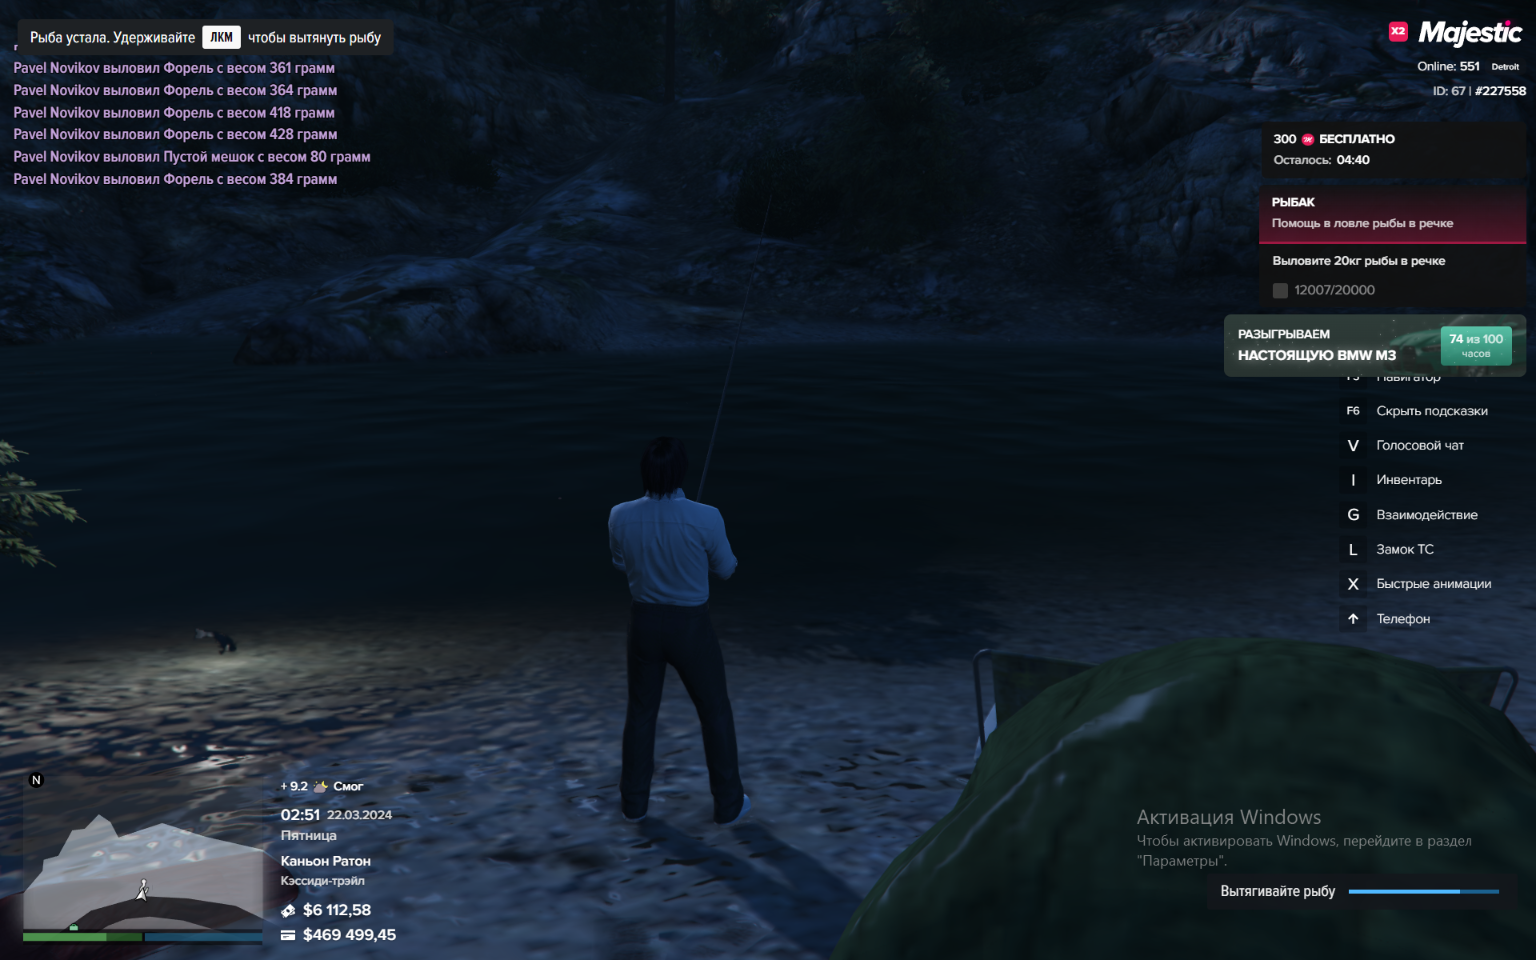 Рыба устала. Удерживайте ЛКМ чтобы вытянуть рыбу
Pavel Novikov выловил Форель с весом 361 грамм
Pavel Novikov выловил Форель с весом 364 грамм
Pavel Novikov выловил Форель с весом 418 грамм
Pavel Novikov выловил Форель с весом 428 грамм
Pavel Novikov выловил Пустой мешок с весом 80 грамм
Pavel Novikov выловил Форель с весом 384 грамм
X2 Majestic
Online: 551 Detroit
ID: 67 | #227558
300 БЕСПЛАТНО
Осталось: 04:40
РЫБАК
Помощь в ловле рыбы в речке
Выловите 20кг рыбы в речке
12007/20000
РАЗЫГРЫВАЕМ
НАСТОЯЩУЮ BMW M3
74 из 100
часов
Навигатор
F6 Скрыть подсказки
V Голосовой чат
I Инвентарь
G Взаимодействие
L Замок ТС
X Быстрые анимации
Телефон
N
+ 9.2 Смог
02:51 22.03.2024
Пятница
Каньон Ратон
Кэссиди-трэйл
$6 112,58
$469 499,45
Активация Windows
Чтобы активировать Windows, перейдите в раздел
"Параметры".
Вытягивайте рыбу